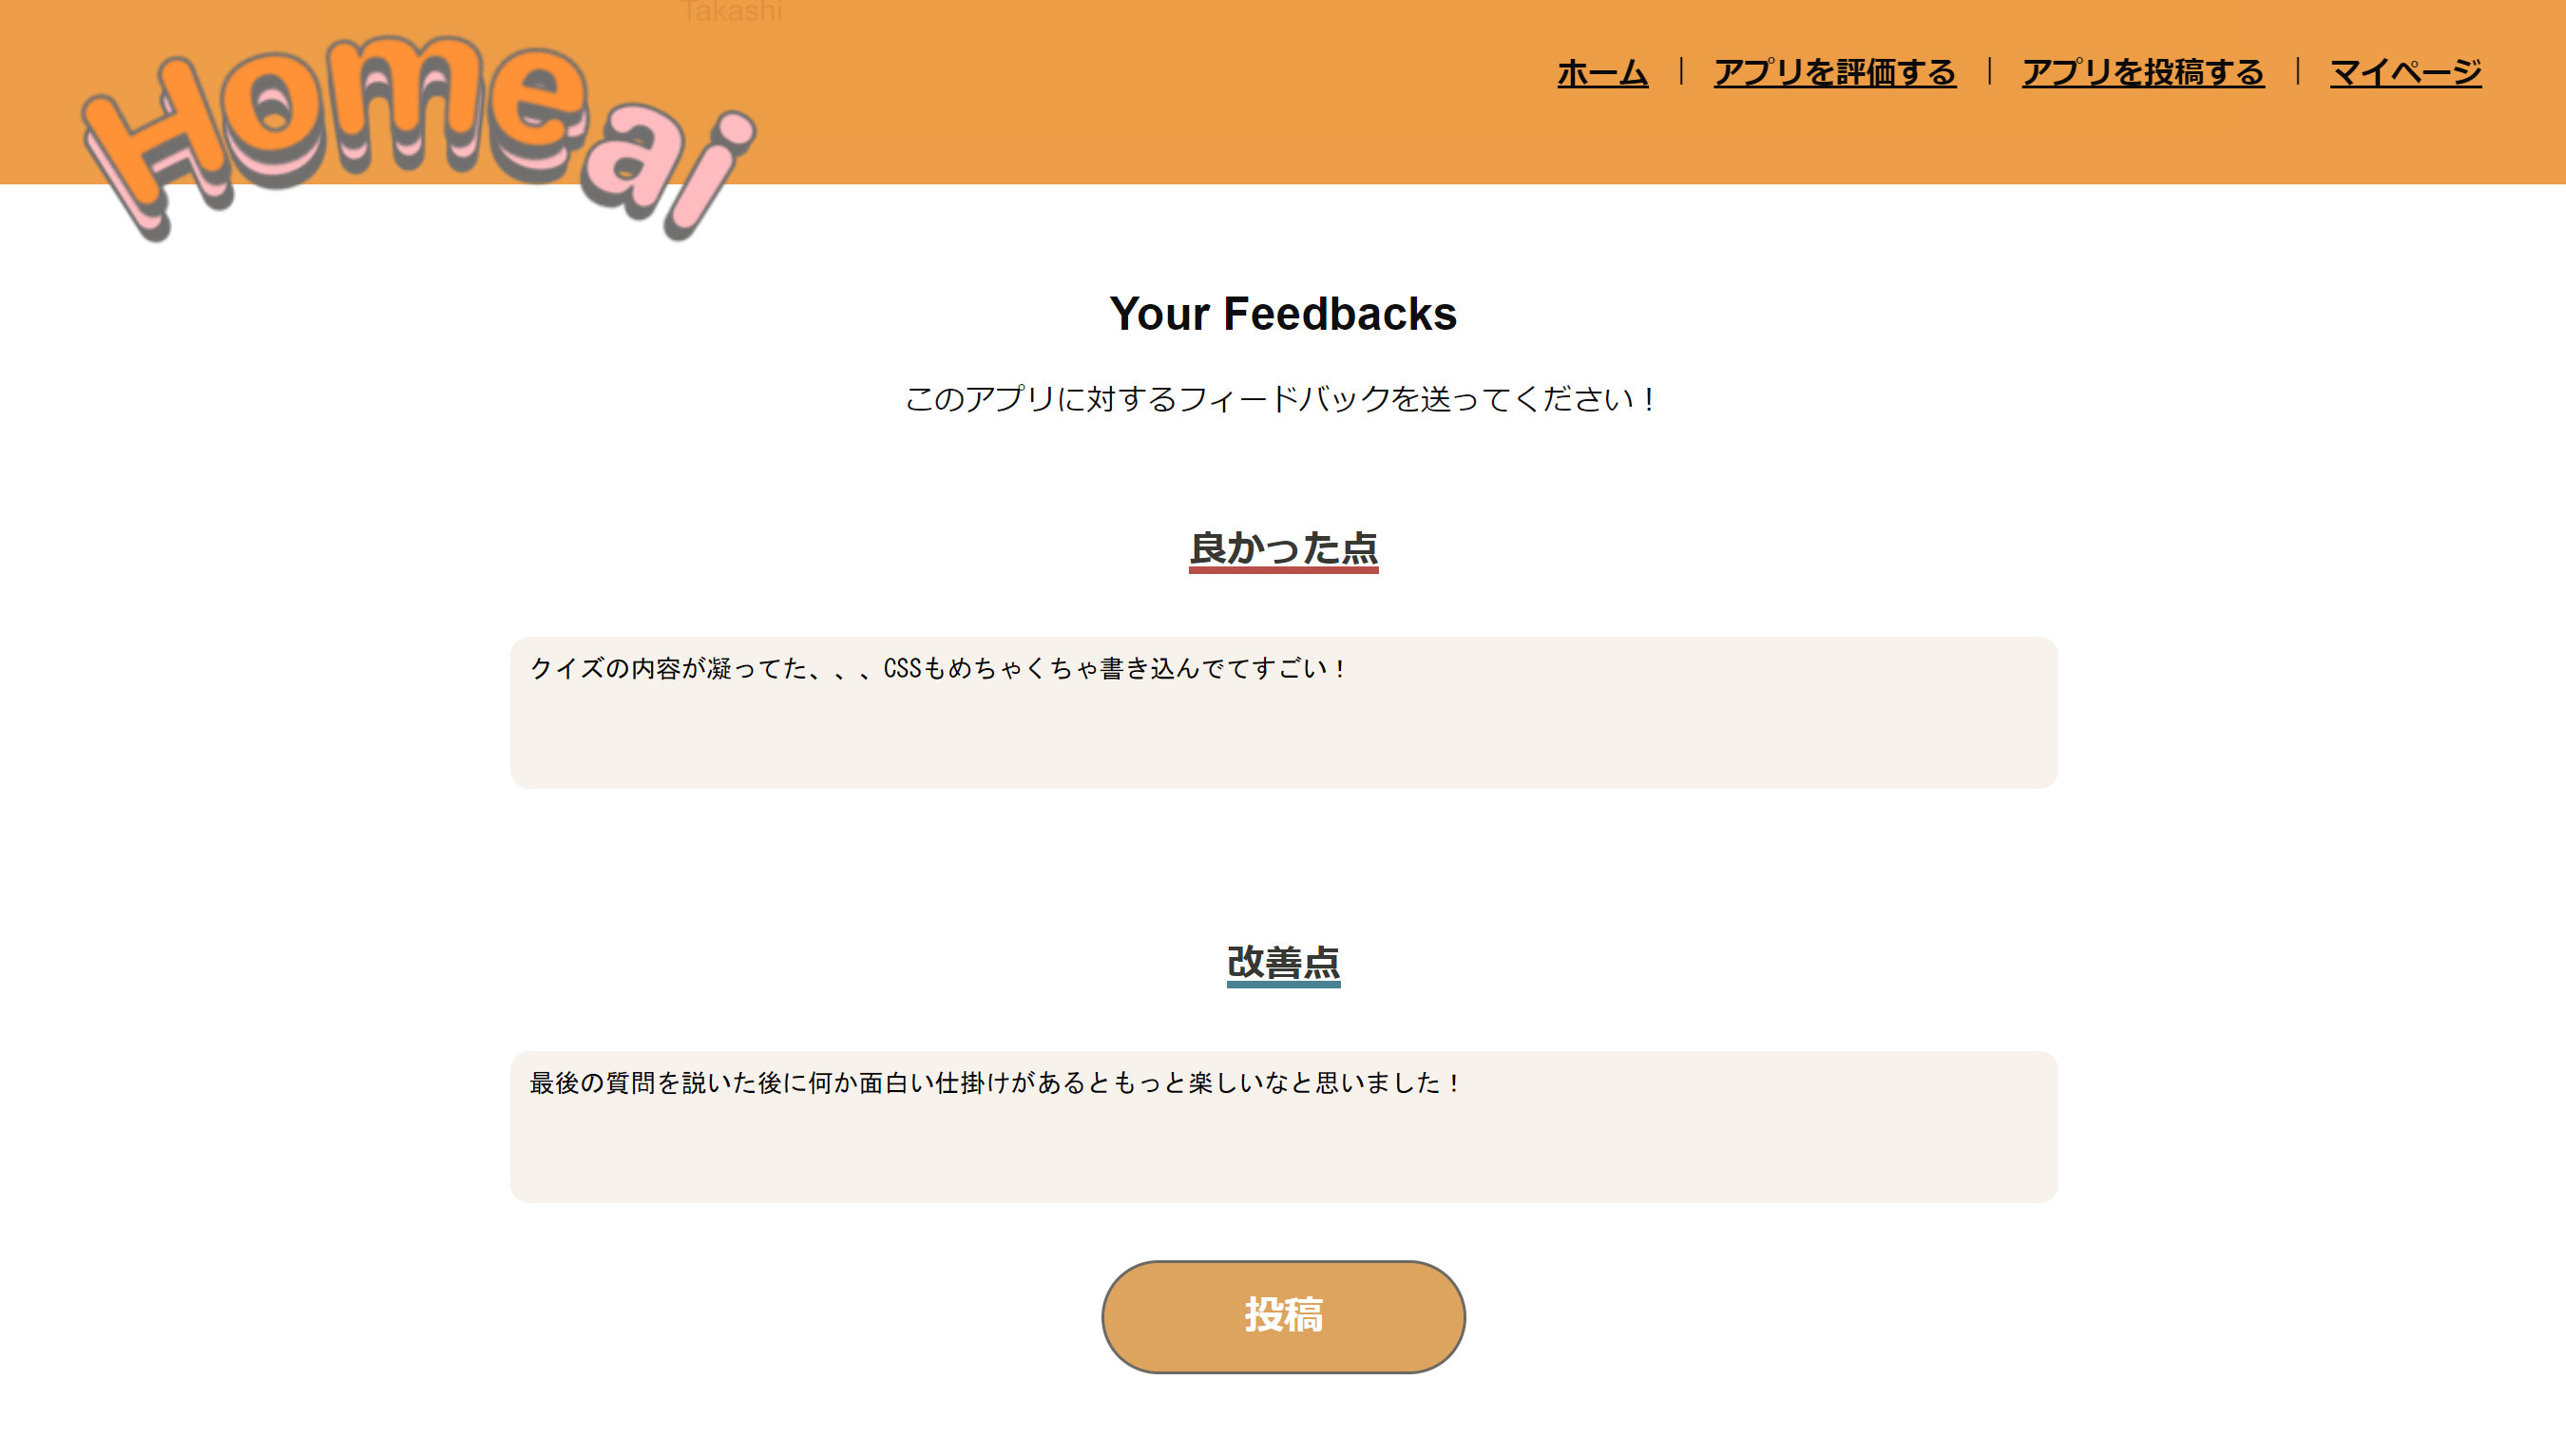 Takashi
Homeai
ホーム | アプリを評価する | アプリを投稿する | マイページ
Your Feedbacks
このアプリに対するフィードバックを送ってください！
良かった点
クイズの内容が凝ってた、、、CSSもめちゃくちゃ書き込んでてすごい！
改善点
最後の質問を説いた後に何か面白い仕掛けがあるともっと楽しいなと思いました！
投稿